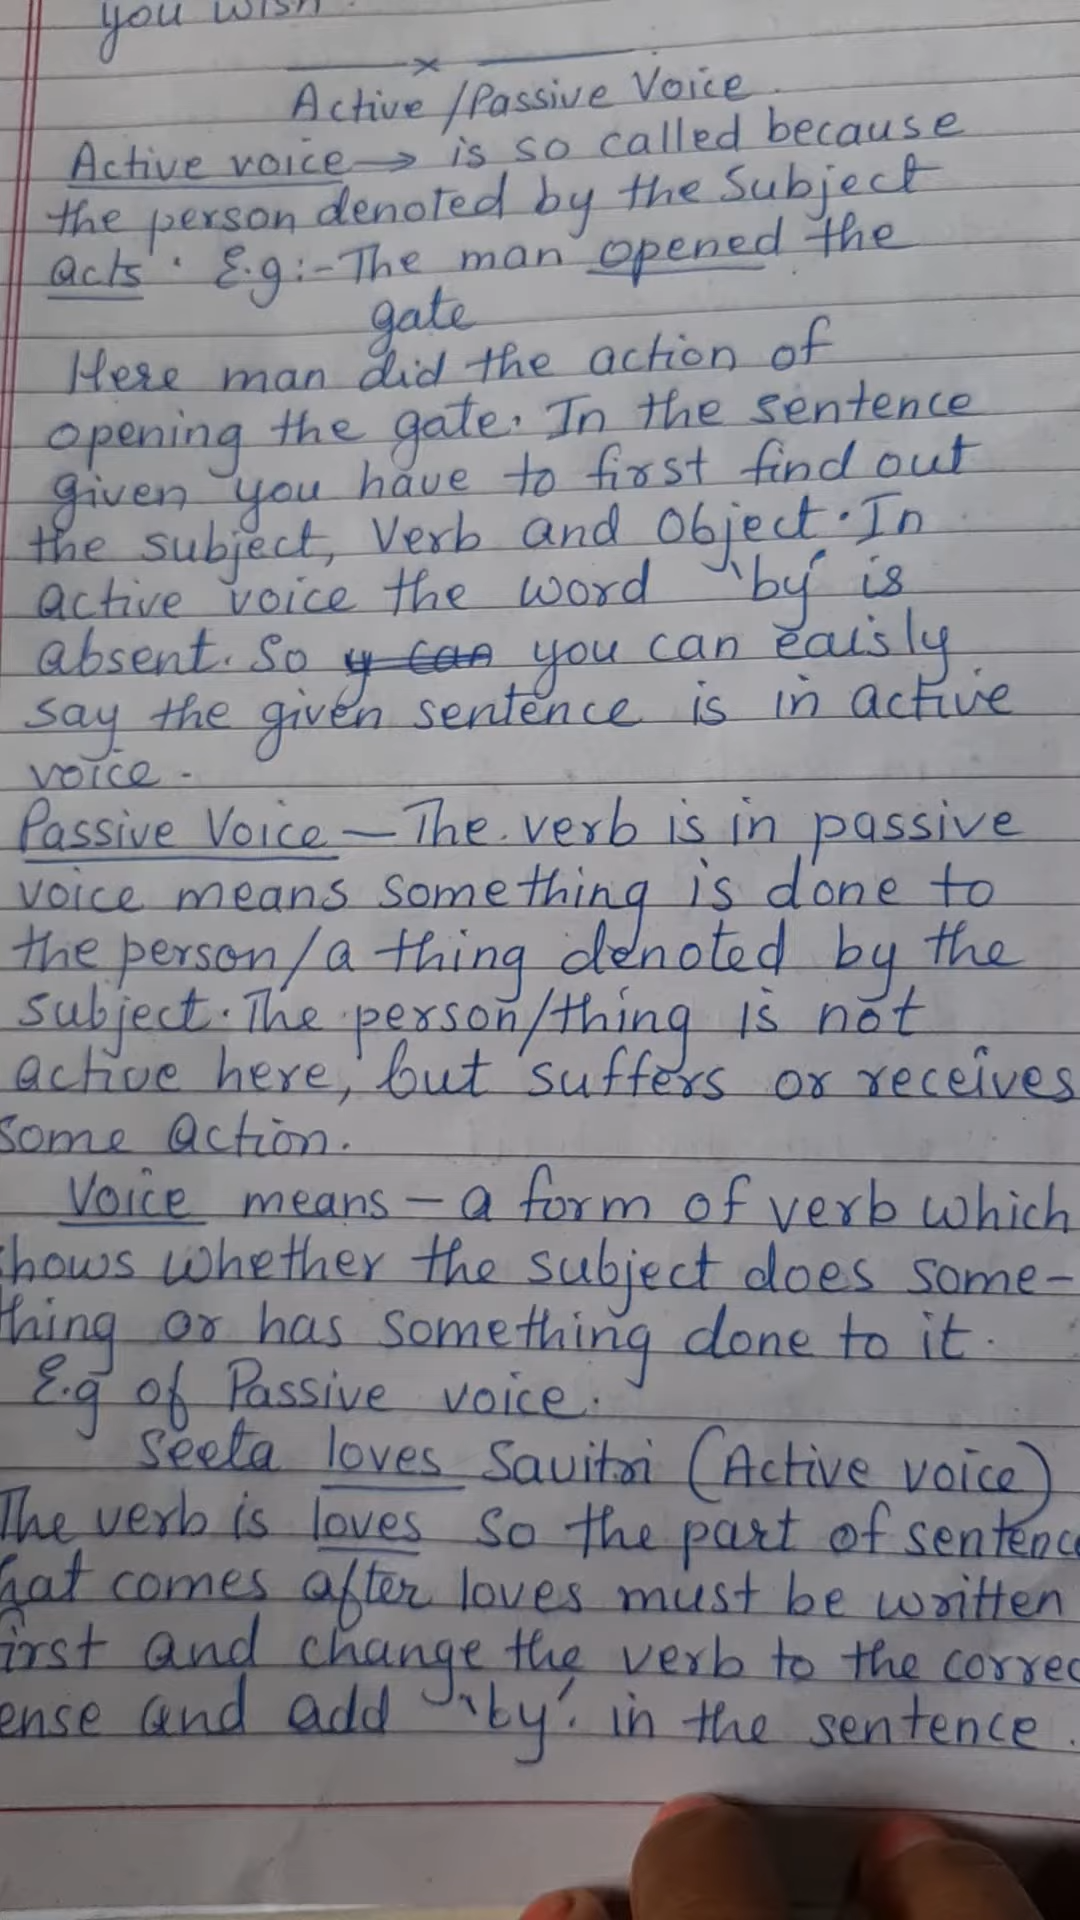 you wish.
Active / Passive Voice
Active voice → is so called because
the person denoted by the Subject
acts. E.g:- The man opened the
gate
Here man did the action of
opening the gate. In the sentence
given you have to first find out
the subject, Verb and Object. In
active voice the word 'by' is
absent. So y can you can eaisly
say the given sentence is in active
voice.
Passive Voice - The verb is in passive
voice means something is done to
the person/a thing denoted by the
subject. The person/thing is not
active here, but suffers or receives
some action.
Voice means - a form of verb which
hows whether the subject does some-
thing or has something done to it.
E.g of Passive voice.
Seeta loves Savitri (Active voice)
The verb is loves so the part of sentenc
hat comes after loves must be written
irst and change the verb to the correc
ense and add 'by' in the sentence.